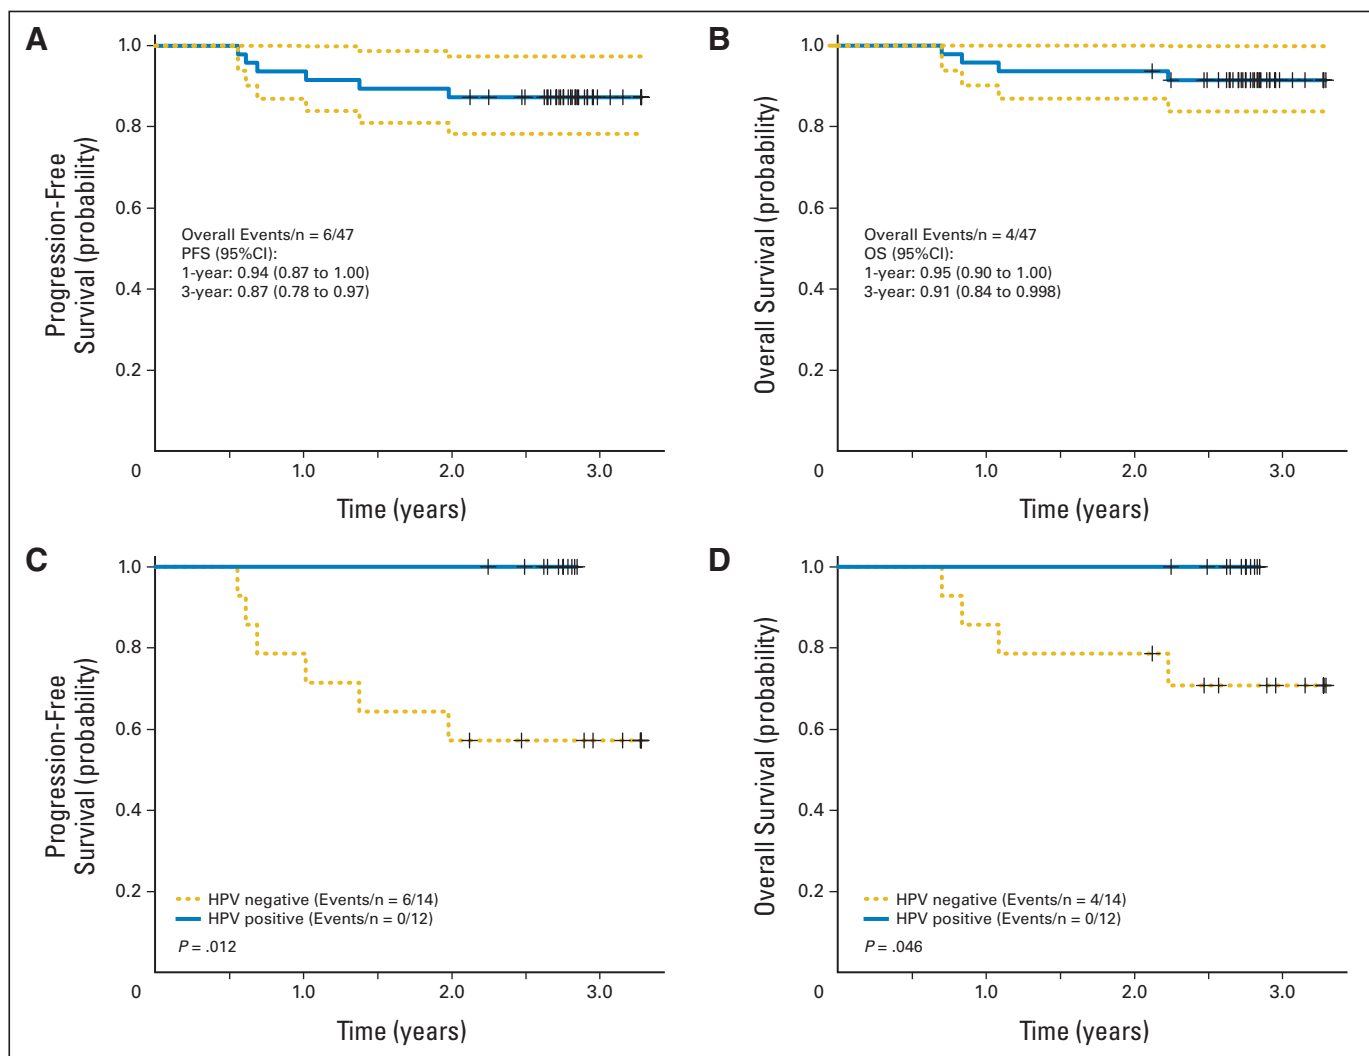 A
1.0
0.8
0.6
0.4
0.2
0
1.0
2.0
3.0
Progression-Free
Survival (probability)
Time (years)
Overall Events/n = 6/47
PFS (95%CI):
1-year: 0.94 (0.87 to 1.00)
3-year: 0.87 (0.78 to 0.97)
B
1.0
0.8
0.6
0.4
0.2
0
1.0
2.0
3.0
Overall Survival (probability)
Time (years)
Overall Events/n = 4/47
OS (95%CI):
1-year: 0.95 (0.90 to 1.00)
3-year: 0.91 (0.84 to 0.998)
C
1.0
0.8
0.6
0.4
0.2
0
1.0
2.0
3.0
Progression-Free
Survival (probability)
Time (years)
HPV negative (Events/n = 6/14)
HPV positive (Events/n = 0/12)
P = .012
D
1.0
0.8
0.6
0.4
0.2
0
1.0
2.0
3.0
Overall Survival (probability)
Time (years)
HPV negative (Events/n = 4/14)
HPV positive (Events/n = 0/12)
P = .046